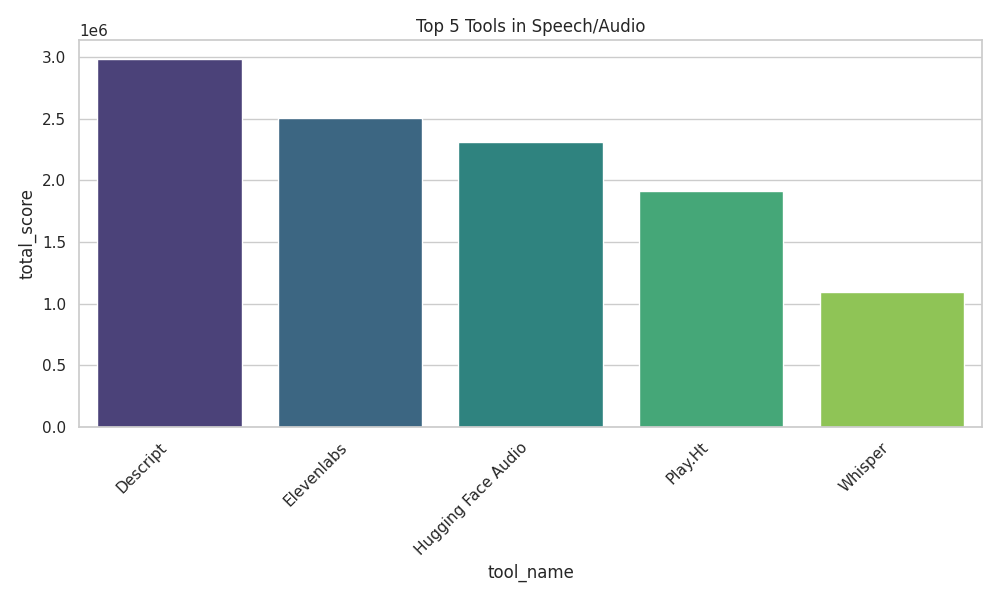 Top 5 Tools in Speech/Audio
1e6
3.0
2.5
2.0
1.5
1.0
0.5
0.0
total_score
Descript
Elevenlabs
Hugging Face Audio
Play.Ht
Whisper
tool_name